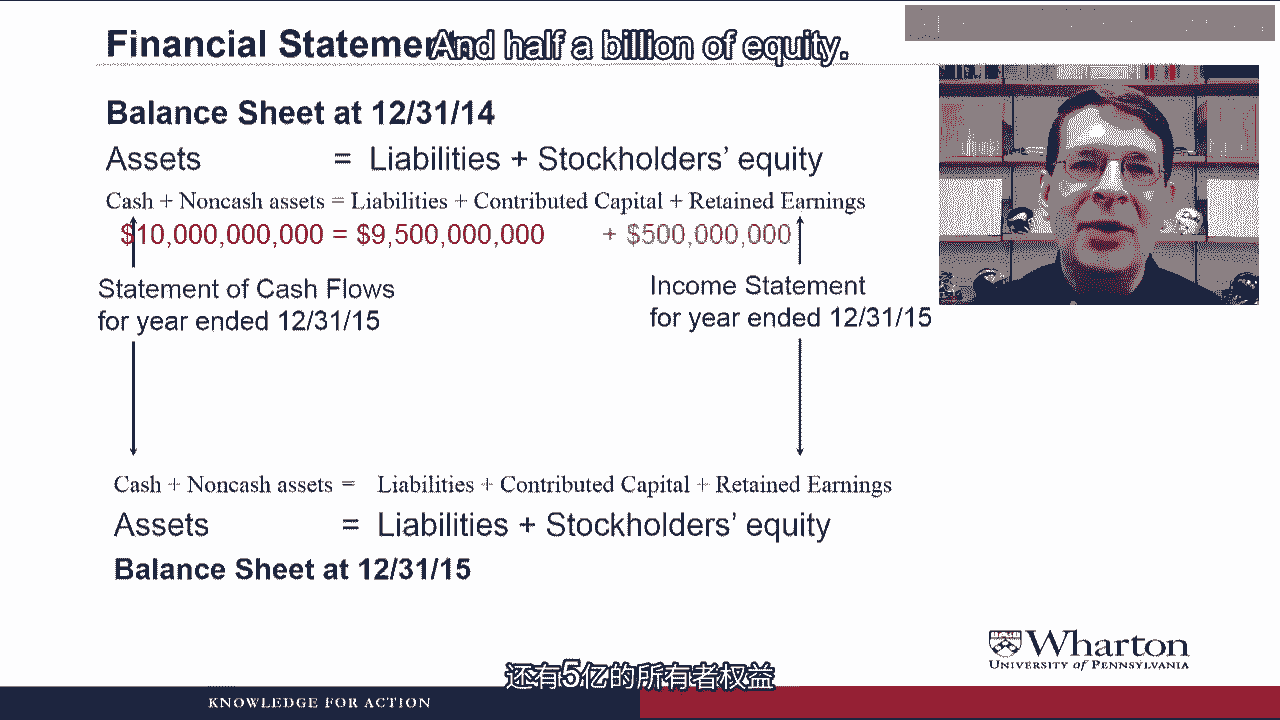 Financial Statemen
And half a billion of equity.
Balance Sheet at 12/31/14
Assets = Liabilities + Stockholders' equity
Cash + Noncash assets = Liabilities + Contributed Capital + Retained Earnings
$10,000,000,000 = $9,500,000,000 + $500,000,000
Statement of Cash Flows
for year ended 12/31/15
Income Statement
for year ended 12/31/15
Cash + Noncash assets = Liabilities + Contributed Capital + Retained Earnings
Assets = Liabilities + Stockholders' equity
Balance Sheet at 12/31/15
Wharton
UNIVERSITY of PENNSYLVANIA
还有5亿的所有者权益
KNOWLEDGE FOR ACTION